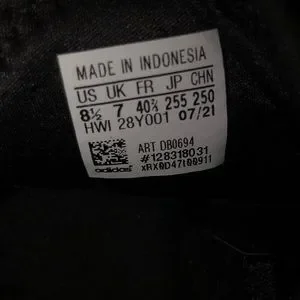 MADE IN INDONESIA
US UK FR JP CHN
8½ 7 40⅔ 255 250
HWI 28Y001 07/21
ART DB0694
#128318031
adidas